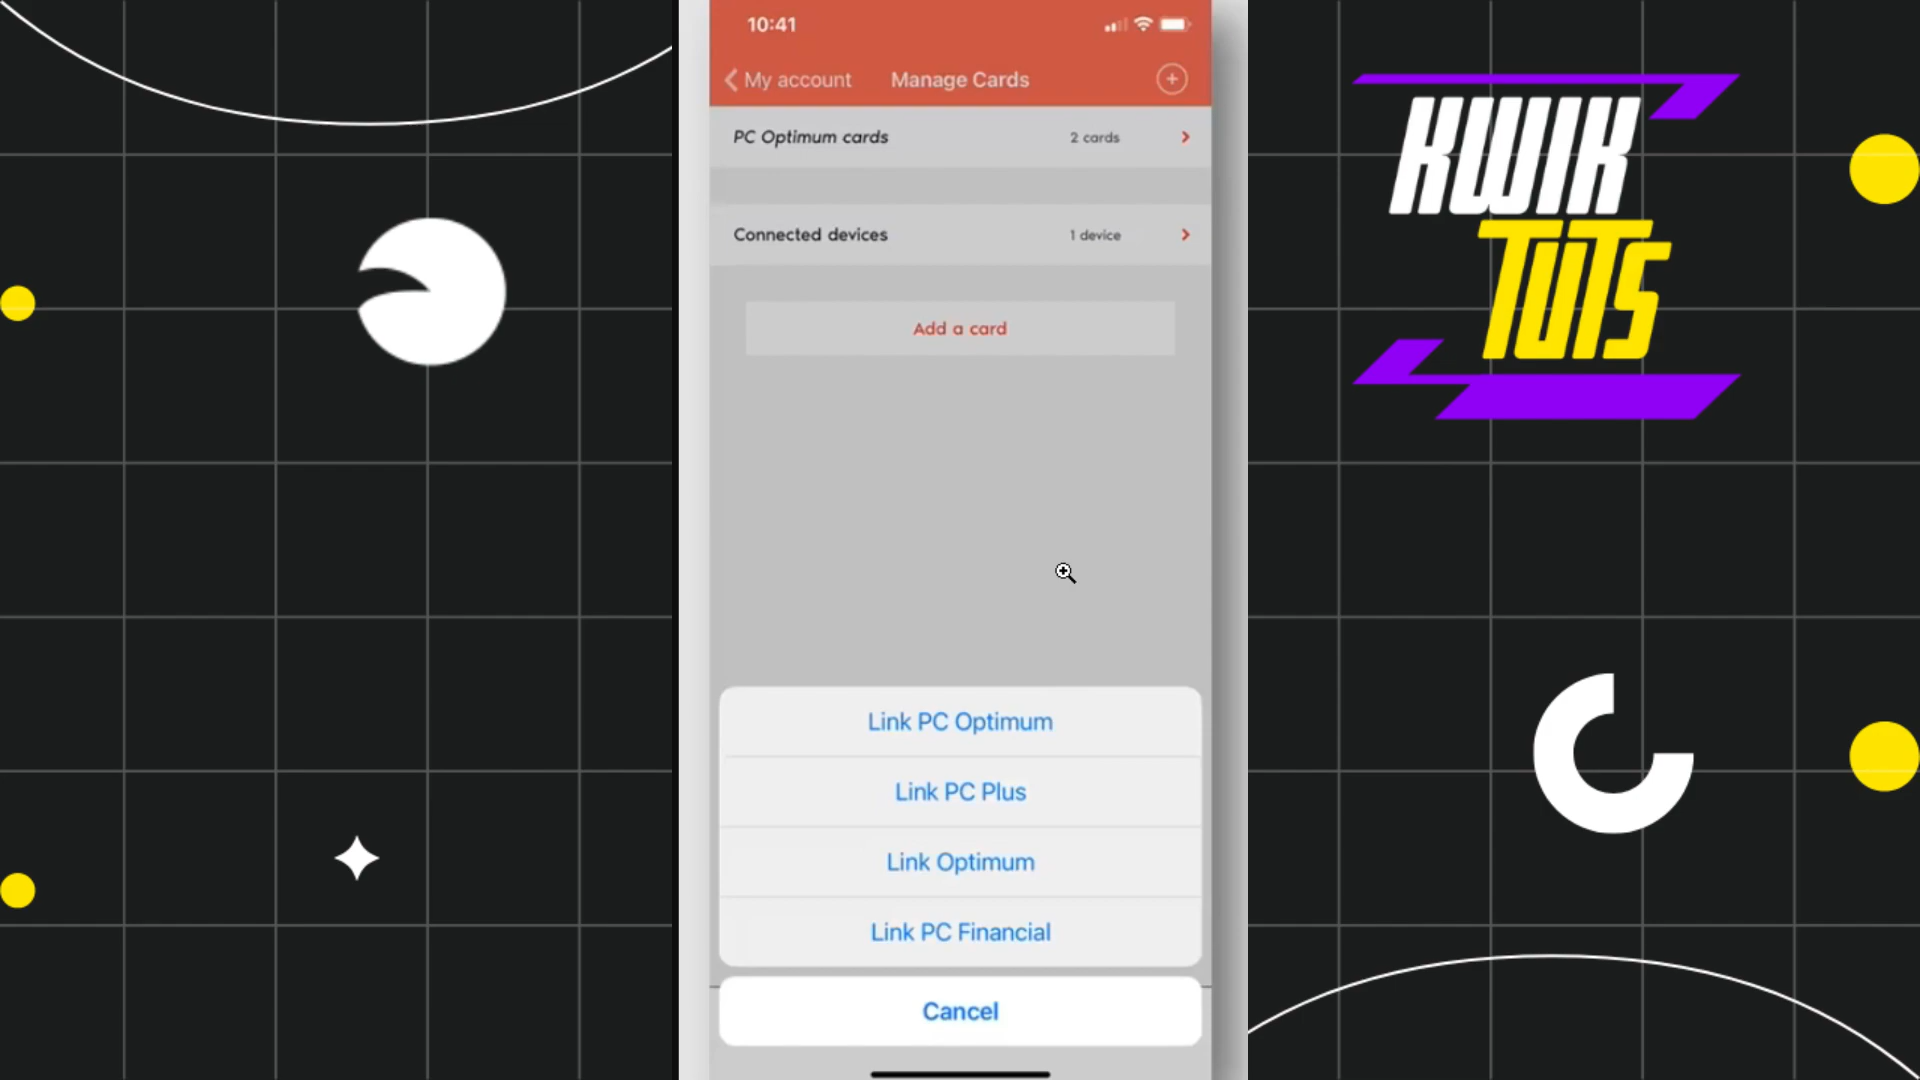 10:41
My account
Manage Cards
PC Optimum cards
2 cards
Connected devices
1 device
Add a card
Link PC Optimum
Link PC Plus
Link Optimum
Link PC Financial
Cancel
KWIK
TUTS